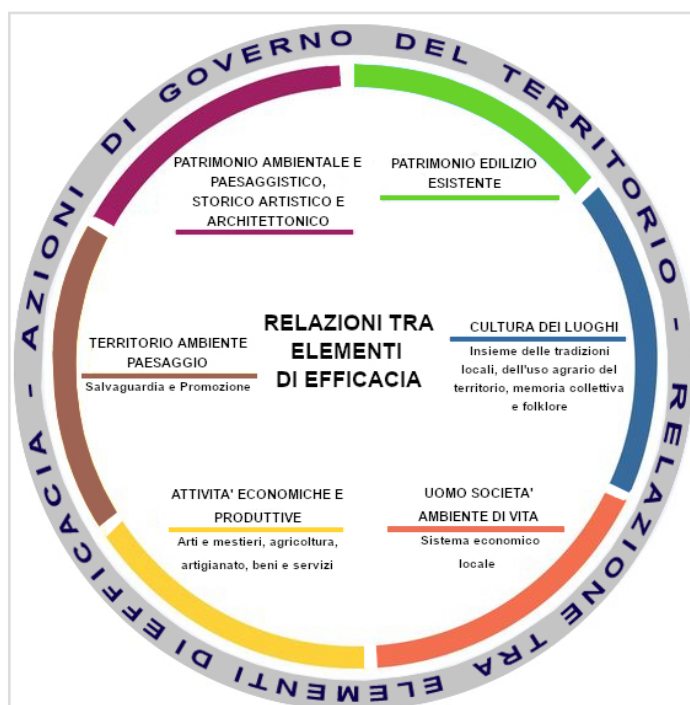 AZIONI DI GOVERNO DEL TERRITORIO - RELAZIONE TRA ELEMENTI DI EFFICACIA -
PATRIMONIO AMBIENTALE E
PAESAGGISTICO,
STORICO ARTISTICO E
ARCHITETTONICO
PATRIMONIO EDILIZIO
ESISTENTE
RELAZIONI TRA
ELEMENTI
DI EFFICACIA
CULTURA DEI LUOGHI
Insieme delle tradizioni
locali, dell'uso agrario del
territorio, memoria collettiva
e folklore
TERRITORIO AMBIENTE
PAESAGGIO
Salvaguardia e Promozione
ATTIVITA' ECONOMICHE E
PRODUTTIVE
Arti e mestieri, agricoltura,
artigianato, beni e servizi
UOMO SOCIETA'
AMBIENTE DI VITA
Sistema economico
locale